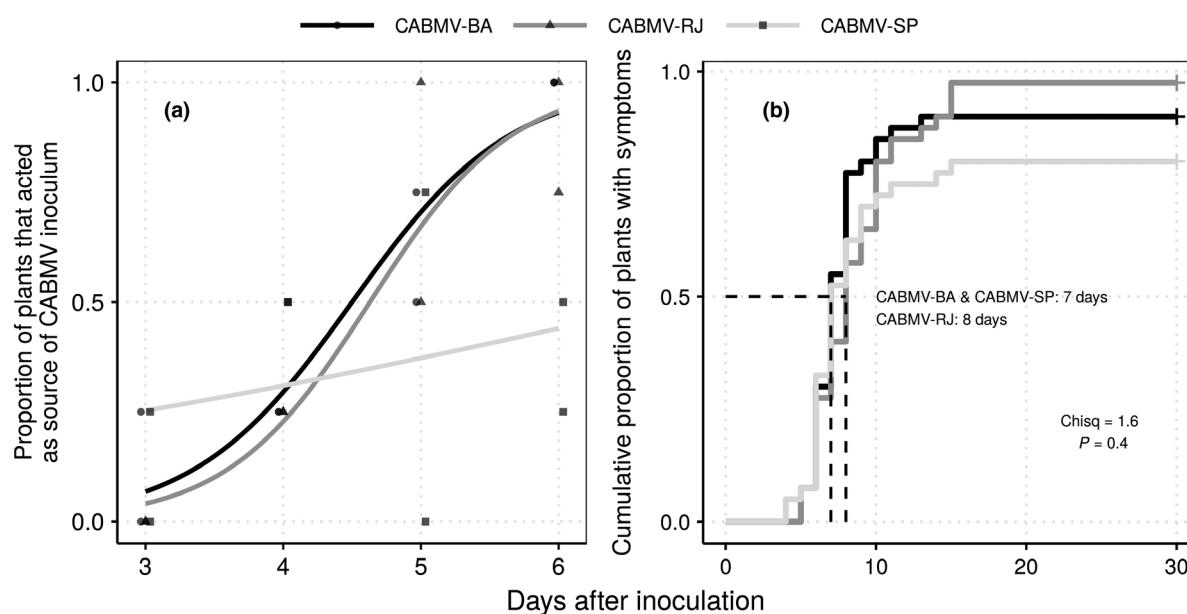 CABMV-BA CABMV-RJ CABMV-SP
Proportion of plants that acted
as source of CABMV inoculum
1.0
0.5
0.0
(a)
3 4 5 6
Cumulative proportion of plants with symptoms
1.0
0.5
0.0
(b)
CABMV-BA & CABMV-SP: 7 days
CABMV-RJ: 8 days
Chisq = 1.6
P = 0.4
0 10 20 30
Days after inoculation